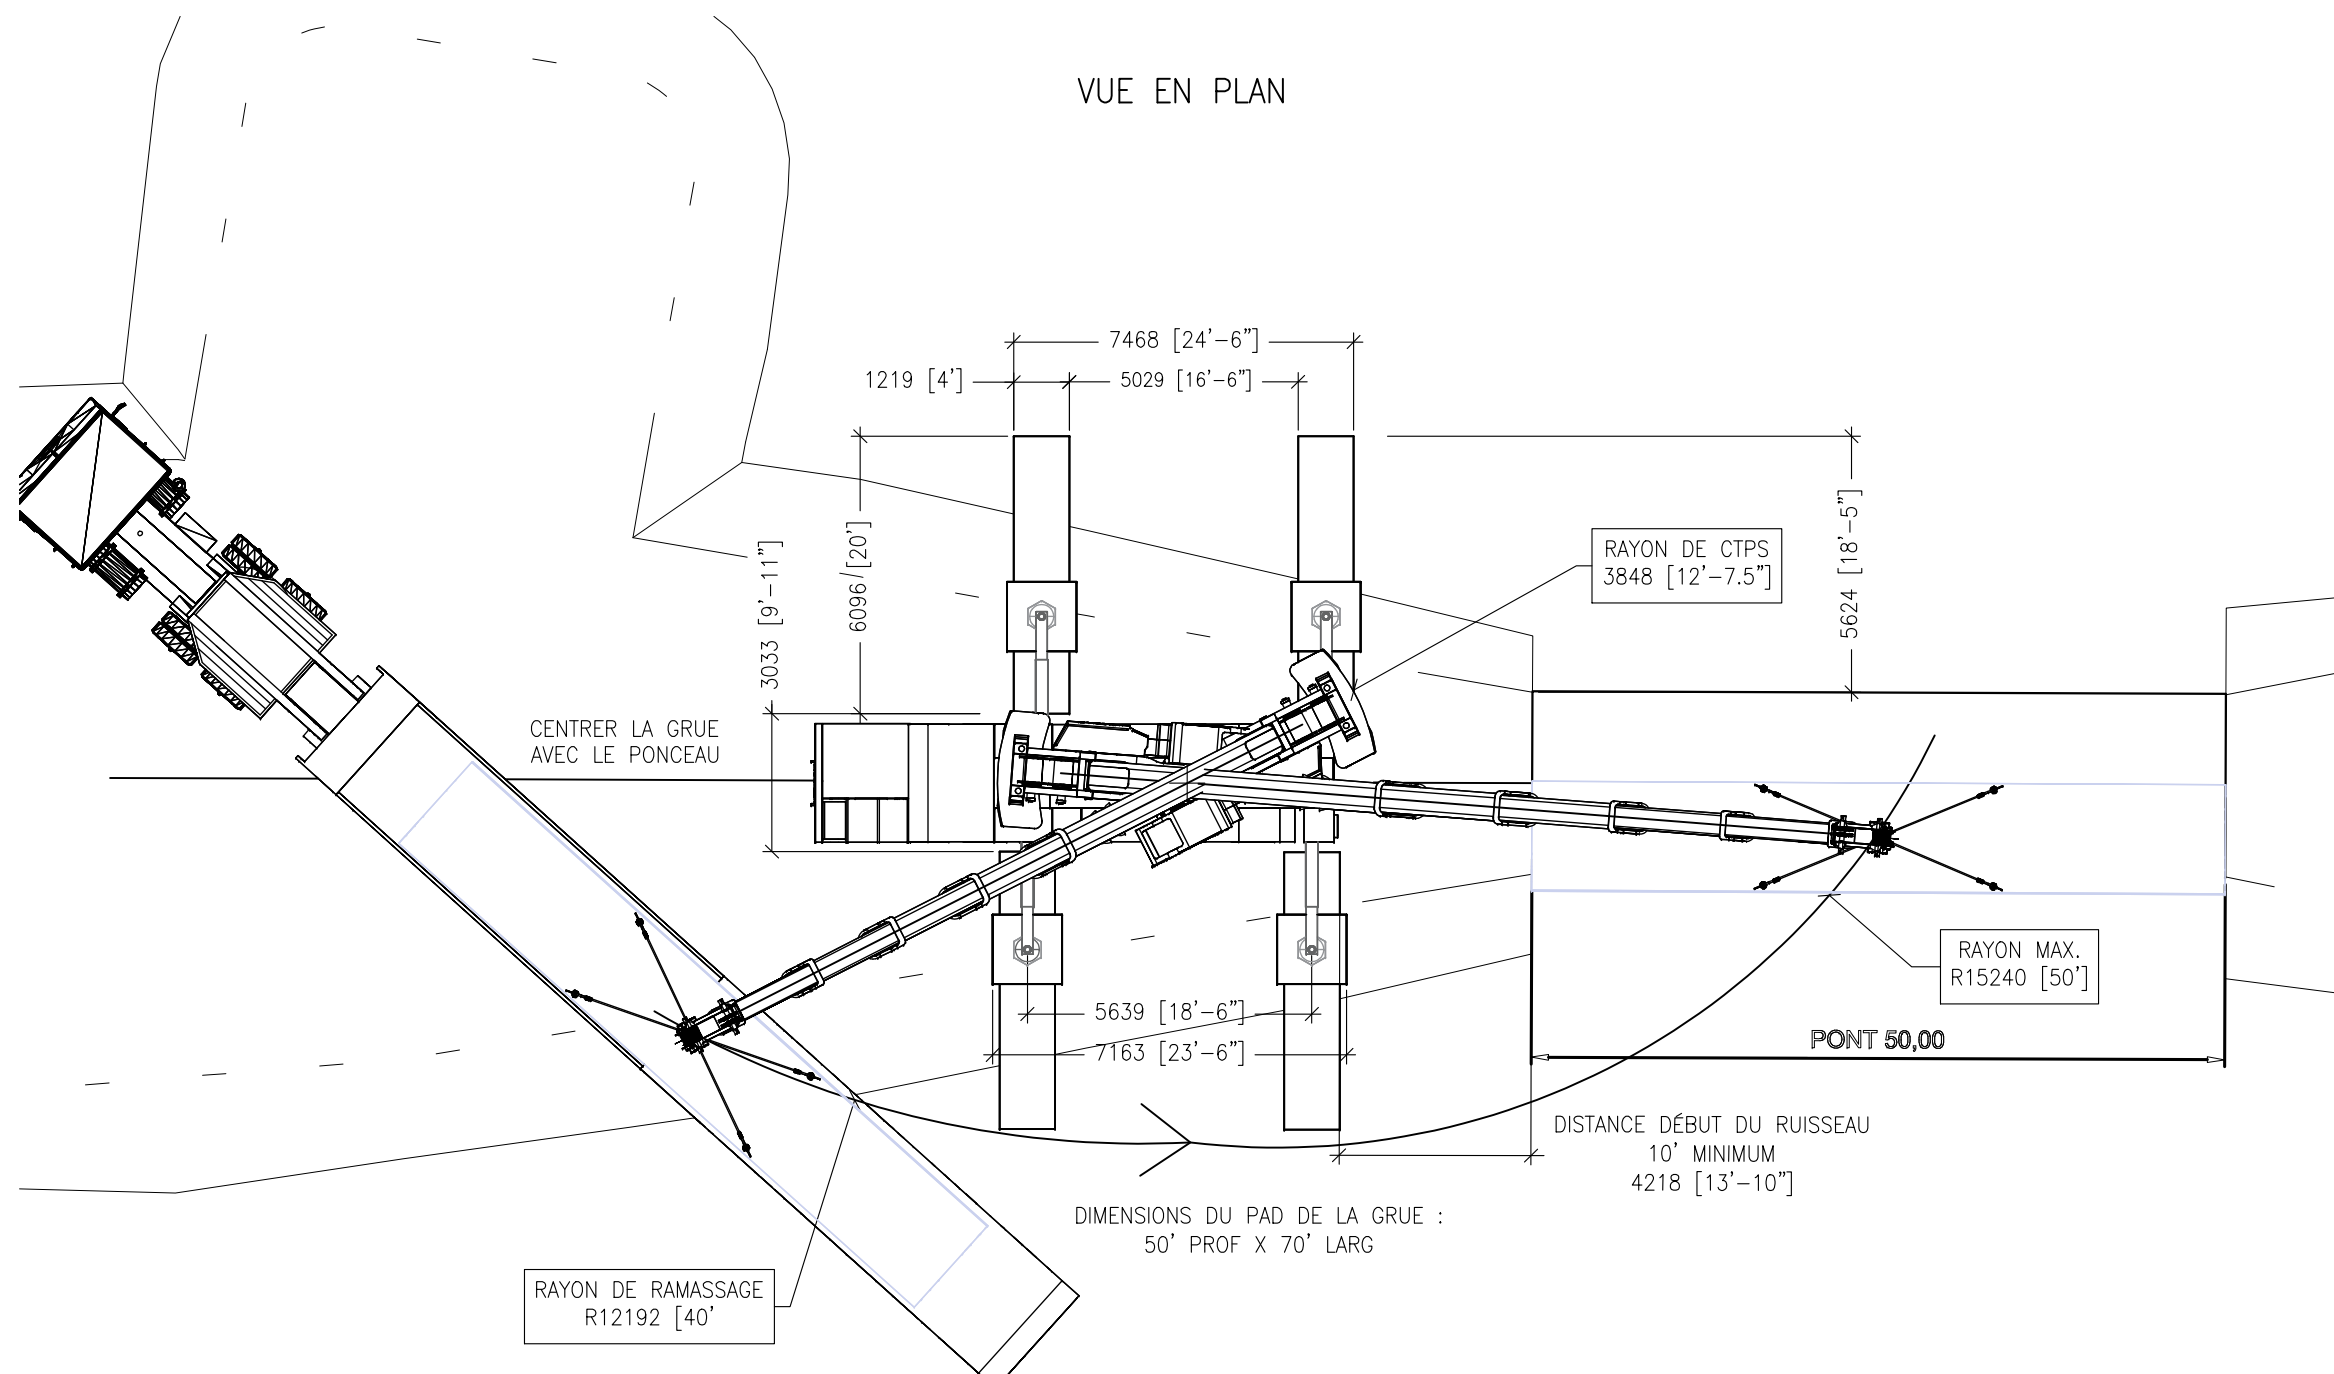 VUE EN PLAN
7468 [24'-6"]
1219 [4']
5029 [16'-6"]
3033 [9'-11"]
6096 [20']
5624 [18'-5"]
RAYON DE CTPS
3848 [12'-7.5"]
CENTRER LA GRUE
AVEC LE PONCEAU
RAYON MAX.
R15240 [50']
5639 [18'-6"]
7163 [23'-6"]
PONT 50,00
DISTANCE DÉBUT DU RUISSEAU
10' MINIMUM
4218 [13'-10"]
DIMENSIONS DU PAD DE LA GRUE :
50' PROF X 70' LARG
RAYON DE RAMASSAGE
R12192 [40'